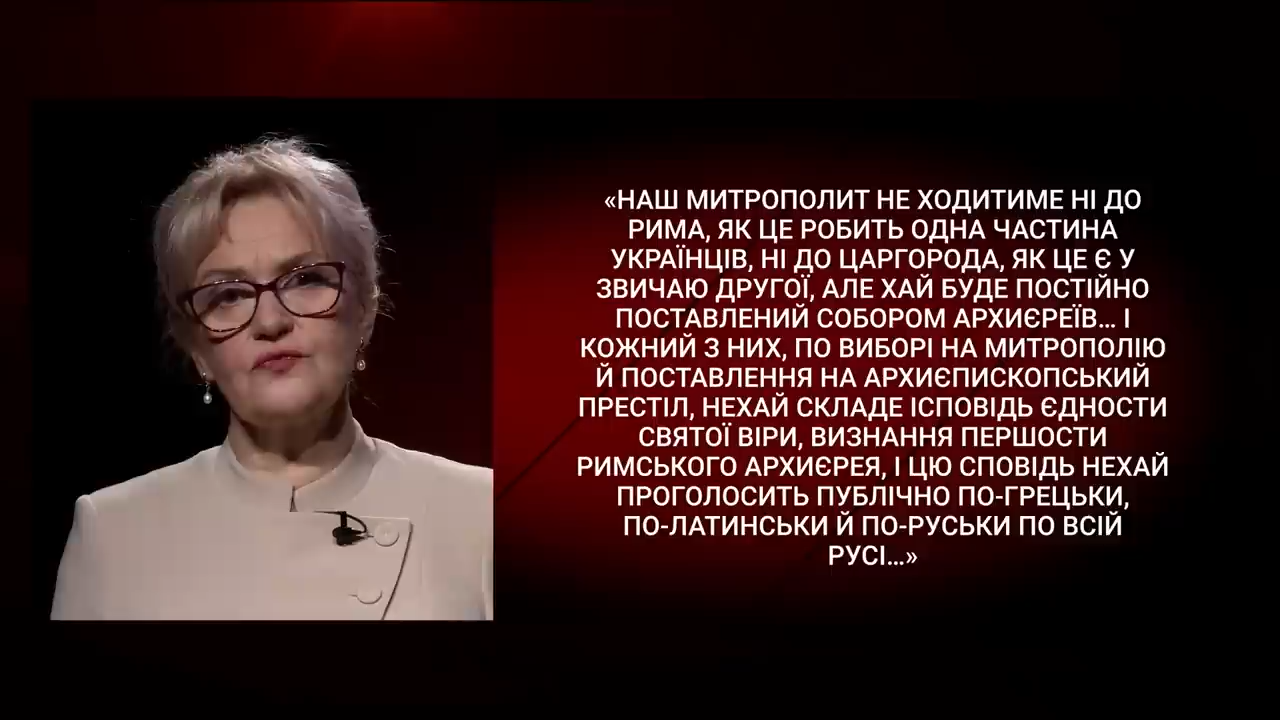 «НАШ МИТРОПОЛИТ НЕ ХОДИТИМЕ НІ ДО
РИМА, ЯК ЦЕ РОБИТЬ ОДНА ЧАСТИНА
УКРАЇНЦІВ, НІ ДО ЦАРГОРОДА, ЯК ЦЕ Є У
ЗВИЧАЮ ДРУГОЇ, АЛЕ ХАЙ БУДЕ ПОСТІЙНО
ПОСТАВЛЕНИЙ СОБОРОМ АРХИЄРЕЇВ... І
КОЖНИЙ З НИХ, ПО ВИБОРІ НА МИТРОПОЛІЮ
Й ПОСТАВЛЕННЯ НА АРХИЄПИСКОПСЬКИЙ
ПРЕСТІЛ, НЕХАЙ СКЛАДЕ ІСПОВІДЬ ЄДНОСТИ
СВЯТОЇ ВІРИ, ВИЗНАННЯ ПЕРШОСТИ
РИМСЬКОГО АРХИЄРЕЯ, І ЦЮ СПОВІДЬ НЕХАЙ
ПРОГОЛОСИТЬ ПУБЛІЧНО ПО-ГРЕЦЬКИ,
ПО-ЛАТИНСЬКИ Й ПО-РУСЬКИ ПО ВСІЙ
РУСІ...»